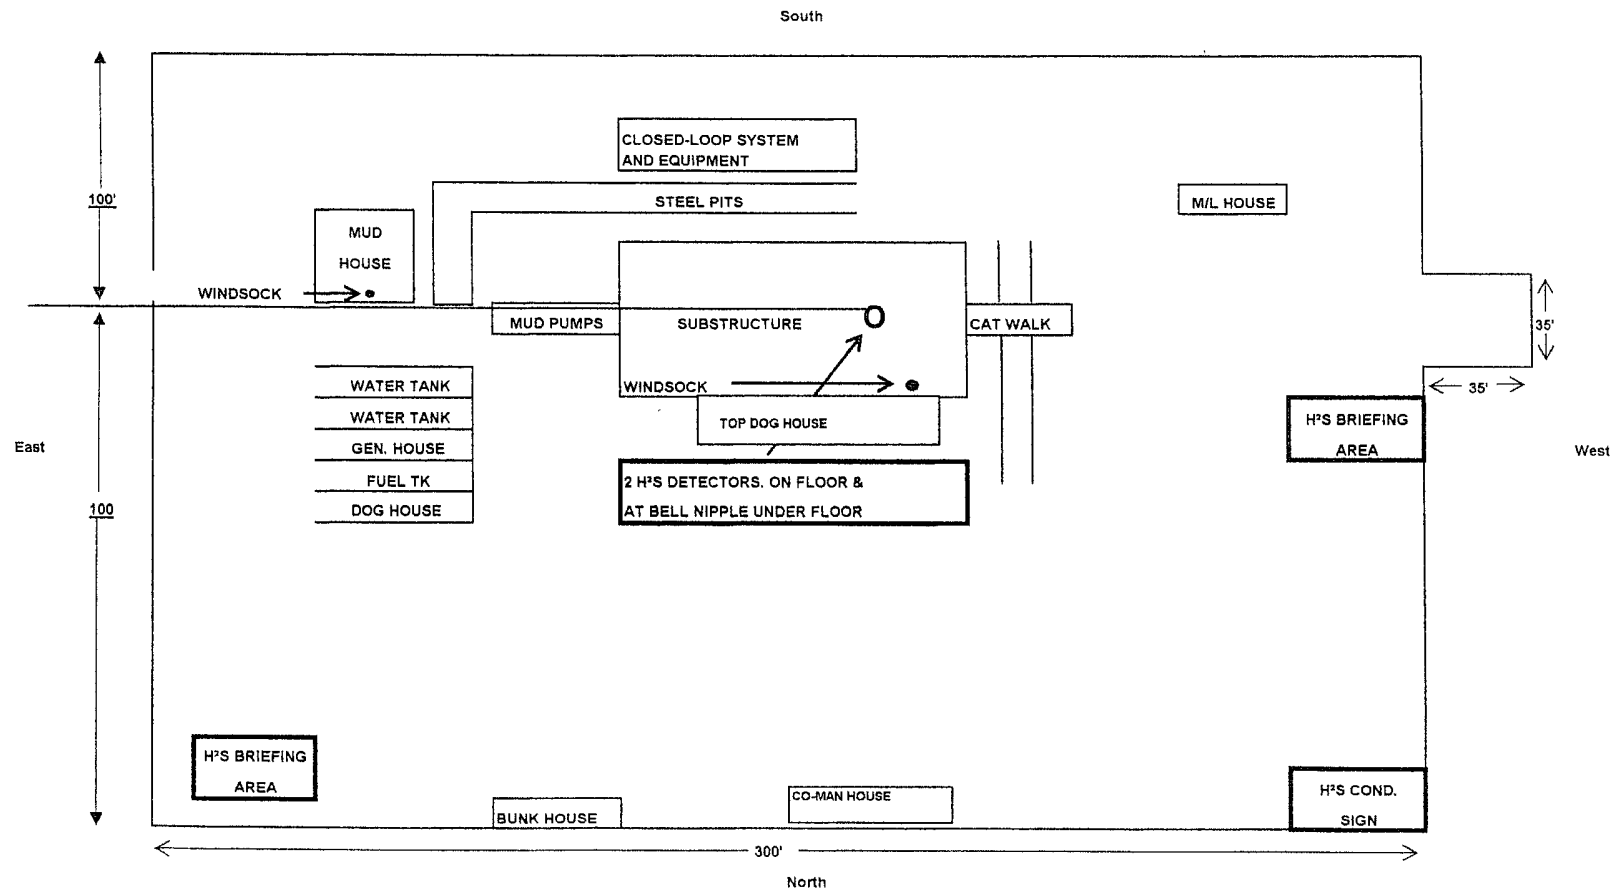 South
CLOSED-LOOP SYSTEM
AND EQUIPMENT
100'
STEEL PITS
M/L HOUSE
MUD
HOUSE
WINDSOCK
MUD PUMPS
SUBSTRUCTURE
O
CAT WALK
35'
WATER TANK
WINDSOCK
35'
WATER TANK
TOP DOG HOUSE
H²S BRIEFING
AREA
East
GEN. HOUSE
West
FUEL TK
2 H²S DETECTORS. ON FLOOR &
100
DOG HOUSE
AT BELL NIPPLE UNDER FLOOR
H²S BRIEFING
AREA
CO-MAN HOUSE
H²S COND.
SIGN
BUNK HOUSE
300'
North